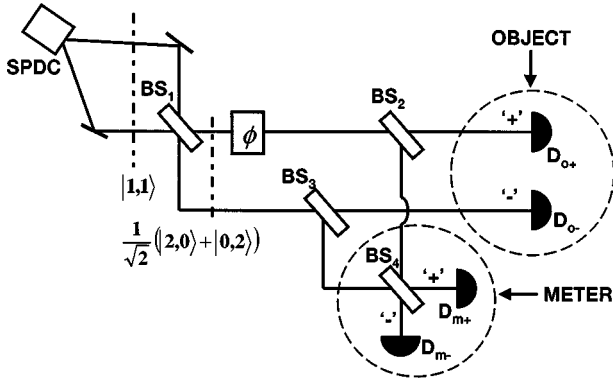 SPDC
BS₁
|1,1⟩
1/√2 (|2,0⟩+|0,2⟩)
ϕ
BS₂
BS₃
BS₄
OBJECT
'+'
Dₒ₊
'-'
Dₒ₋
'+'
Dₘ₊
'-'
Dₘ₋
METER